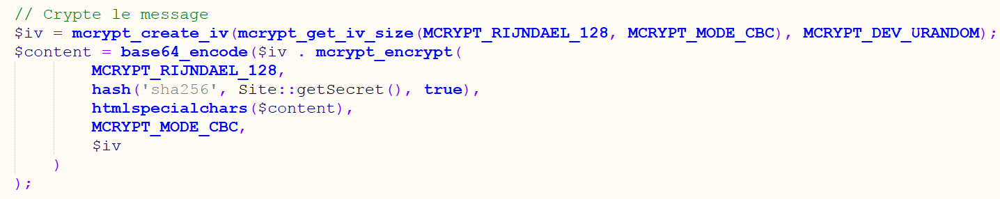 // Crypte le message
$iv = mcrypt_create_iv(mcrypt_get_iv_size(MCRYPT_RIJNDAEL_128, MCRYPT_MODE_CBC), MCRYPT_DEV_URANDOM);
$content = base64_encode($iv . mcrypt_encrypt(
        MCRYPT_RIJNDAEL_128,
        hash('sha256', Site::getSecret(), true),
        htmlspecialchars($content),
        MCRYPT_MODE_CBC,
        $iv
    )
);